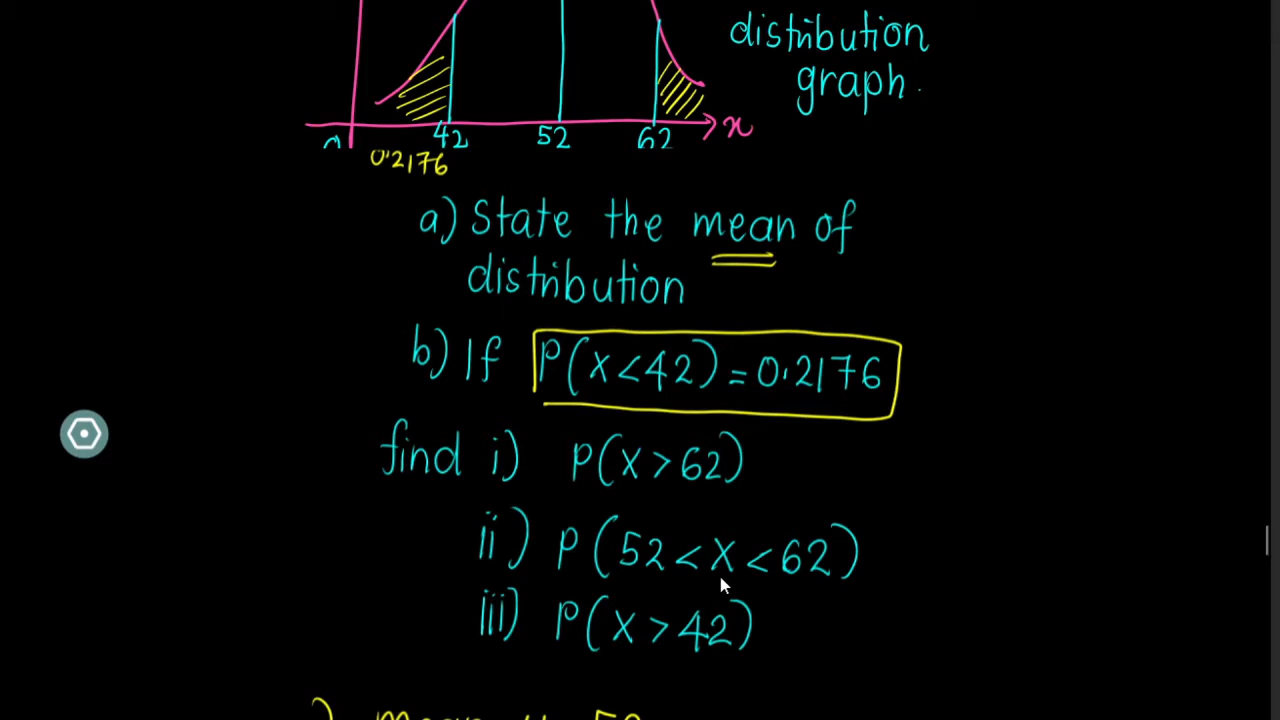 distribution
graph.
42 52 62 x
0.2176
a) State the mean of
distribution
b) If P(X<42) = 0.2176
find i) P(X>62)
ii) P(52<X<62)
iii) P(X>42)